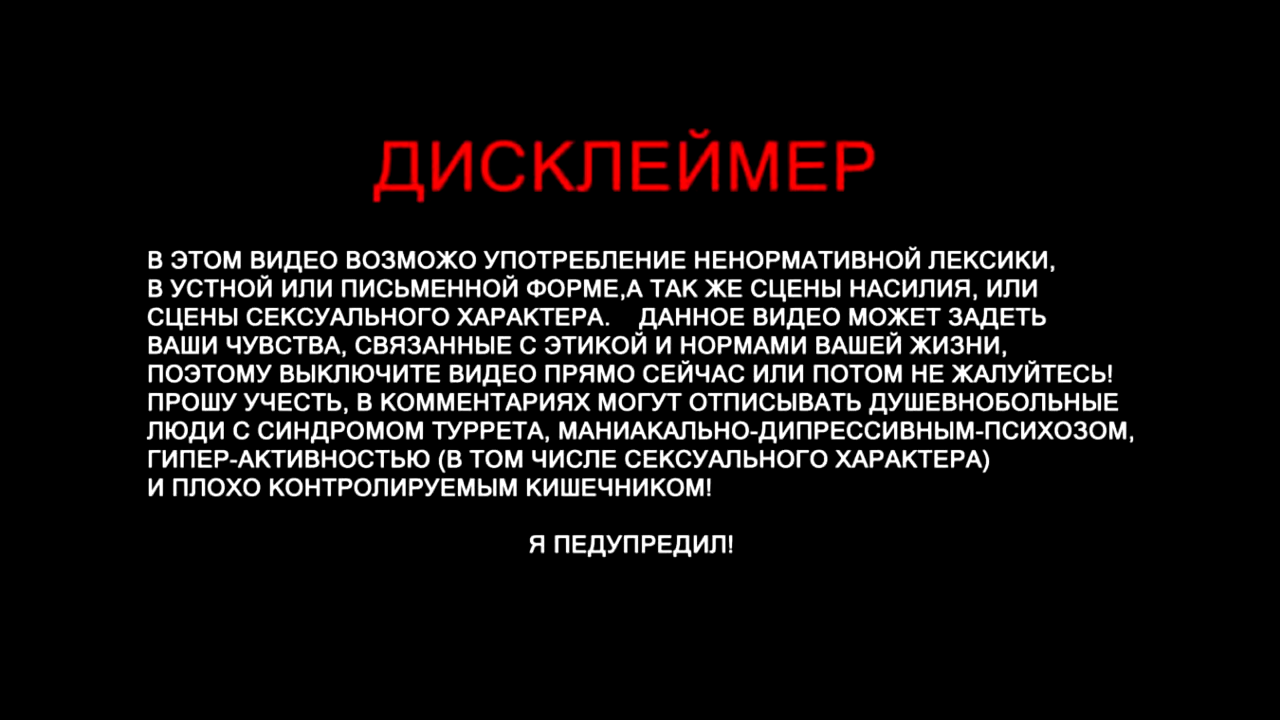 ДИСКЛЕЙМЕР
В ЭТОМ ВИДЕО ВОЗМОЖО УПОТРЕБЛЕНИЕ НЕНОРМАТИВНОЙ ЛЕКСИКИ,
В УСТНОЙ ИЛИ ПИСЬМЕННОЙ ФОРМЕ,А ТАК ЖЕ СЦЕНЫ НАСИЛИЯ, ИЛИ
СЦЕНЫ СЕКСУАЛЬНОГО ХАРАКТЕРА. ДАННОЕ ВИДЕО МОЖЕТ ЗАДЕТЬ
ВАШИ ЧУВСТВА, СВЯЗАННЫЕ С ЭТИКОЙ И НОРМАМИ ВАШЕЙ ЖИЗНИ,
ПОЭТОМУ ВЫКЛЮЧИТЕ ВИДЕО ПРЯМО СЕЙЧАС ИЛИ ПОТОМ НЕ ЖАЛУЙТЕСЬ!
ПРОШУ УЧЕСТЬ, В КОММЕНТАРИЯХ МОГУТ ОТПИСЫВАТЬ ДУШЕВНОБОЛЬНЫЕ
ЛЮДИ С СИНДРОМОМ ТУРРЕТА, МАНИАКАЛЬНО-ДИПРЕССИВНЫМ-ПСИХОЗОМ,
ГИПЕР-АКТИВНОСТЬЮ (В ТОМ ЧИСЛЕ СЕКСУАЛЬНОГО ХАРАКТЕРА)
И ПЛОХО КОНТРОЛИРУЕМЫМ КИШЕЧНИКОМ!
Я ПЕДУПРЕДИЛ!